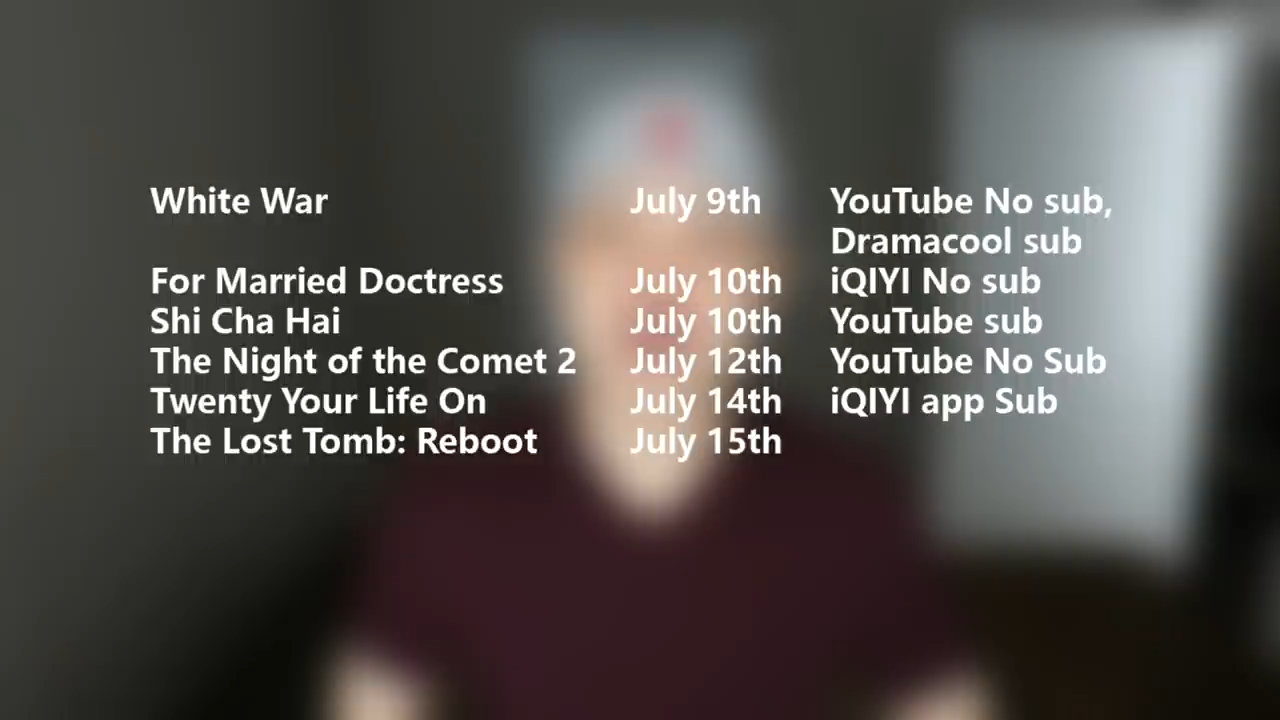 White War July 9th YouTube No sub,
Dramacool sub
For Married Doctress July 10th iQIYI No sub
Shi Cha Hai July 10th YouTube sub
The Night of the Comet 2 July 12th YouTube No Sub
Twenty Your Life On July 14th iQIYI app Sub
The Lost Tomb: Reboot July 15th